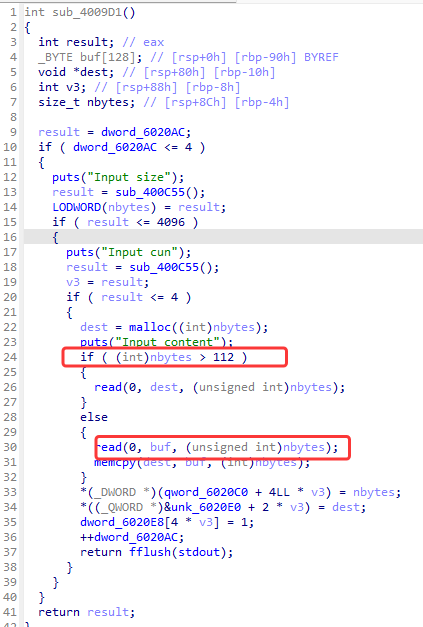 1 int sub_4009D1()
2 {
3   int result; // eax
4   _BYTE buf[128]; // [rsp+0h] [rbp-90h] BYREF
5   void *dest; // [rsp+80h] [rbp-10h]
6   int v3; // [rsp+88h] [rbp-8h]
7   size_t nbytes; // [rsp+8Ch] [rbp-4h]
8
9   result = dword_6020AC;
10   if ( dword_6020AC <= 4 )
11   {
12     puts("Input size");
13     result = sub_400C55();
14     LODWORD(nbytes) = result;
15     if ( result <= 4096 )
16     {
17       puts("Input cun");
18       result = sub_400C55();
19       v3 = result;
20       if ( result <= 4 )
21       {
22         dest = malloc((int)nbytes);
23         puts("Input content");
24         if ( (int)nbytes > 112 )
25         {
26           read(0, dest, (unsigned int)nbytes);
27         }
28         else
29         {
30           read(0, buf, (unsigned int)nbytes);
31           memcpy(dest, buf, (int)nbytes);
32         }
33         *(_DWORD *)(qword_6020C0 + 4LL * v3) = nbytes;
34         *((_QWORD *)&unk_6020E0 + 2 * v3) = dest;
35         dword_6020E8[4 * v3] = 1;
36         ++dword_6020AC;
37         return fflush(stdout);
38       }
39     }
40   }
41   return result;
42 }